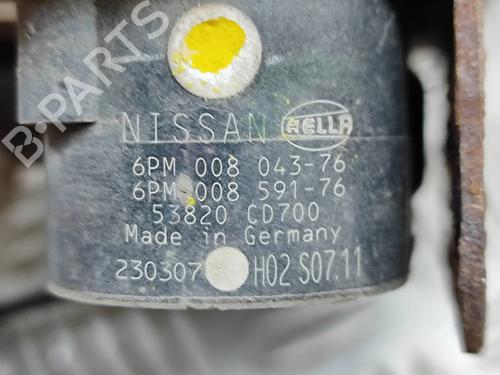 B-PARTS
NISSAN HELLA
6PM 008 043-76
6PM 008 591-76
53820 CD700
Made in Germany
230307 H02 S07.11